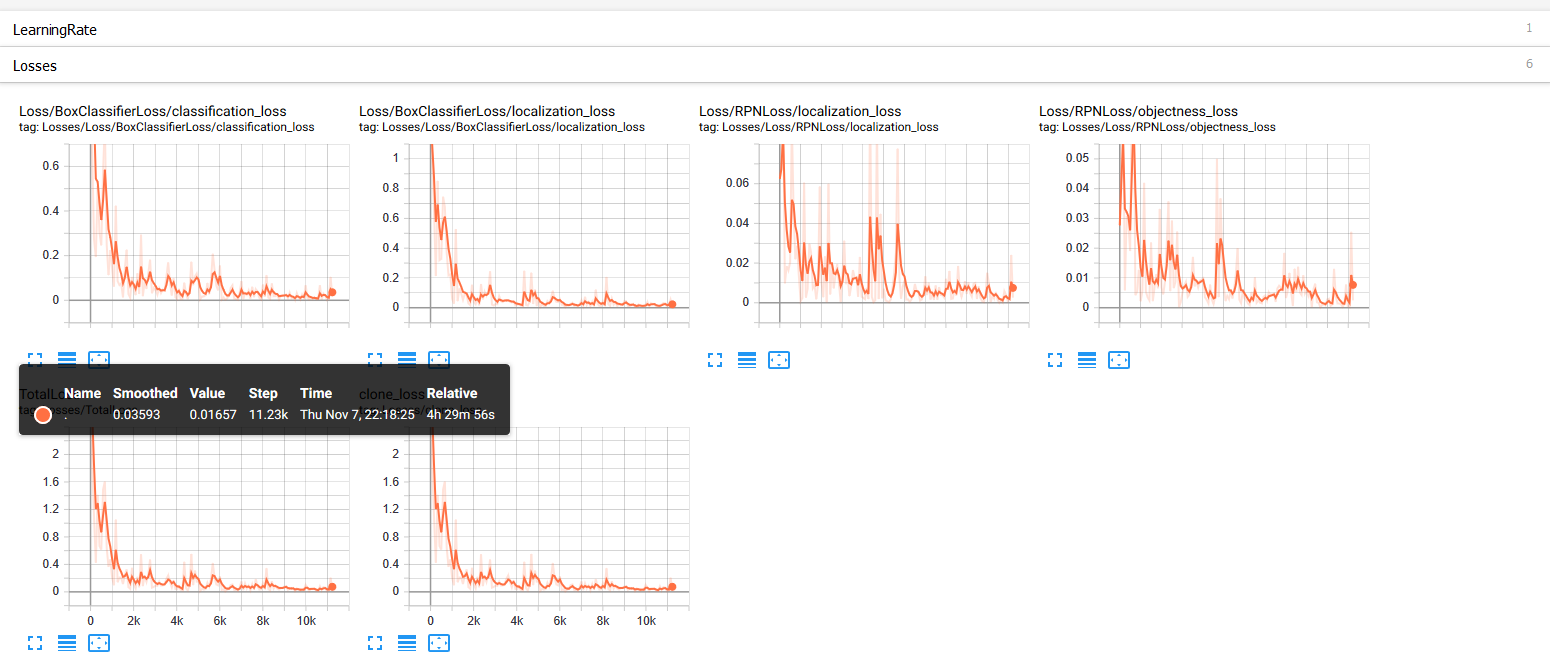 LearningRate 1
Losses 6
Loss/BoxClassifierLoss/classification_loss
tag: Losses/Loss/BoxClassifierLoss/classification_loss
0.6
0.4
0.2
0
Loss/BoxClassifierLoss/localization_loss
tag: Losses/Loss/BoxClassifierLoss/localization_loss
1
0.8
0.6
0.4
0.2
0
Loss/RPNLoss/localization_loss
tag: Losses/Loss/RPNLoss/localization_loss
0.06
0.04
0.02
0
Loss/RPNLoss/objectness_loss
tag: Losses/Loss/RPNLoss/objectness_loss
0.05
0.04
0.03
0.02
0.01
0
Name Smoothed Value Step Time Relative
. 0.03593 0.01657 11.23k Thu Nov 7, 22:18:25 4h 29m 56s
2
1.6
1.2
0.8
0.4
0
0 2k 4k 6k 8k 10k
clone_loss
2
1.6
1.2
0.8
0.4
0
0 2k 4k 6k 8k 10k